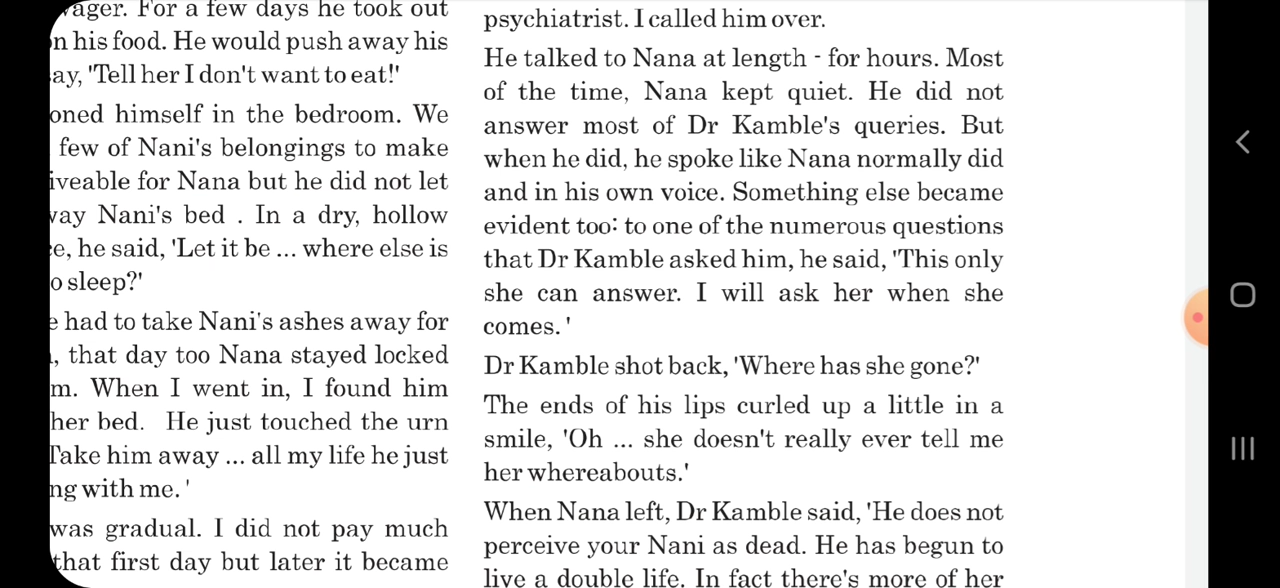 ager. For a few days he took out
n his food. He would push away his
ay, 'Tell her I don't want to eat!'
oned himself in the bedroom. We
few of Nani's belongings to make
iveable for Nana but he did not let
way Nani's bed . In a dry, hollow
e, he said, 'Let it be ... where else is
o sleep?'
e had to take Nani's ashes away for
, that day too Nana stayed locked
m. When I went in, I found him
her bed. He just touched the urn
Take him away ... all my life he just
ng with me. '
was gradual. I did not pay much
that first day but later it became
psychiatrist. I called him over.
He talked to Nana at length - for hours. Most
of the time, Nana kept quiet. He did not
answer most of Dr Kamble's queries. But
when he did, he spoke like Nana normally did
and in his own voice. Something else became
evident too: to one of the numerous questions
that Dr Kamble asked him, he said, 'This only
she can answer. I will ask her when she
comes. '
Dr Kamble shot back, 'Where has she gone?'
The ends of his lips curled up a little in a
smile, 'Oh ... she doesn't really ever tell me
her whereabouts.'
When Nana left, Dr Kamble said, 'He does not
perceive your Nani as dead. He has begun to
live a double life. In fact there's more of her